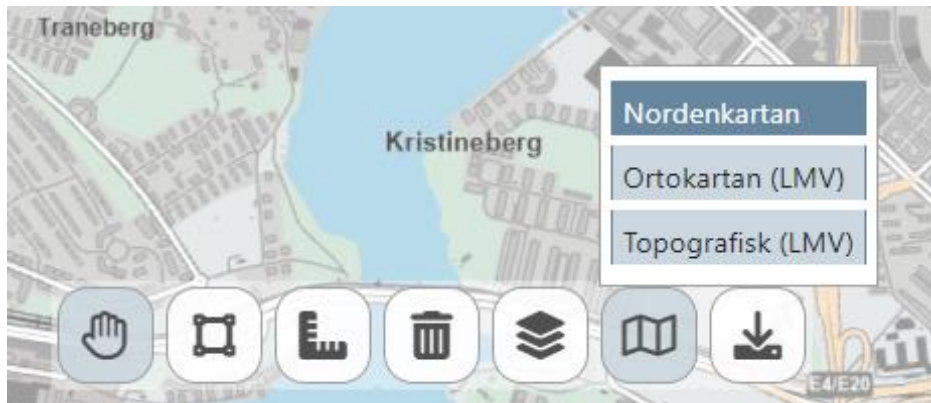 Traneberg
Nordenkartan
Kristineberg
Ortokartan (LMV)
Topografisk (LMV)
E4/E20